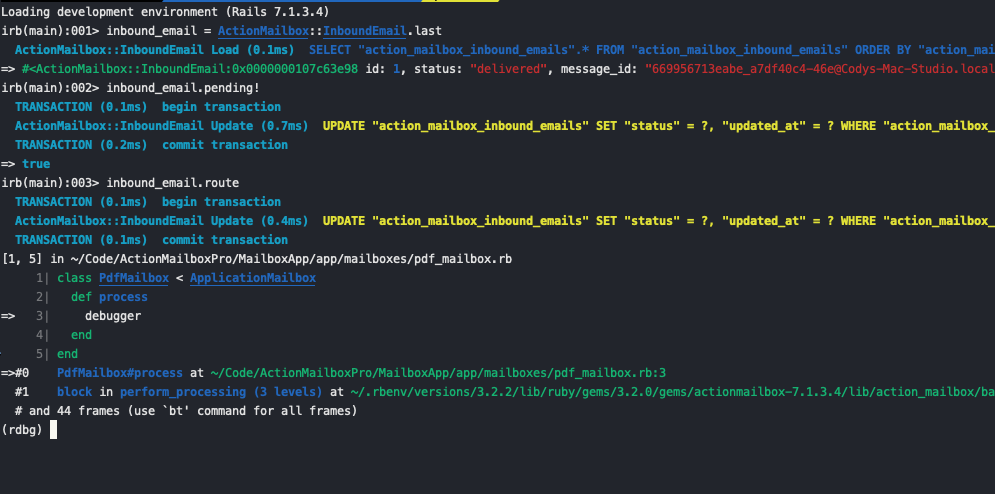 Loading development environment (Rails 7.1.3.4)
irb(main):001> inbound_email = ActionMailbox::InboundEmail.last
  ActionMailbox::InboundEmail Load (0.1ms)  SELECT "action_mailbox_inbound_emails".* FROM "action_mailbox_inbound_emails" ORDER BY "action_mai
=> #<ActionMailbox::InboundEmail:0x0000000107c63e98 id: 1, status: "delivered", message_id: "669956713eabe_a7df40c4-46e@Codys-Mac-Studio.local
irb(main):002> inbound_email.pending!
  TRANSACTION (0.1ms)  begin transaction
  ActionMailbox::InboundEmail Update (0.7ms)  UPDATE "action_mailbox_inbound_emails" SET "status" = ?, "updated_at" = ? WHERE "action_mailbox_
  TRANSACTION (0.2ms)  commit transaction
=> true
irb(main):003> inbound_email.route
  TRANSACTION (0.1ms)  begin transaction
  ActionMailbox::InboundEmail Update (0.4ms)  UPDATE "action_mailbox_inbound_emails" SET "status" = ?, "updated_at" = ? WHERE "action_mailbox_
  TRANSACTION (0.1ms)  commit transaction
[1, 5] in ~/Code/ActionMailboxPro/MailboxApp/app/mailboxes/pdf_mailbox.rb
     1| class PdfMailbox < ApplicationMailbox
     2|   def process
=>   3|     debugger
     4|   end
     5| end
=>#0    PdfMailbox#process at ~/Code/ActionMailboxPro/MailboxApp/app/mailboxes/pdf_mailbox.rb:3
  #1    block in perform_processing (3 levels) at ~/.rbenv/versions/3.2.2/lib/ruby/gems/3.2.0/gems/actionmailbox-7.1.3.4/lib/action_mailbox/ba
  # and 44 frames (use `bt' command for all frames)
(rdbg)